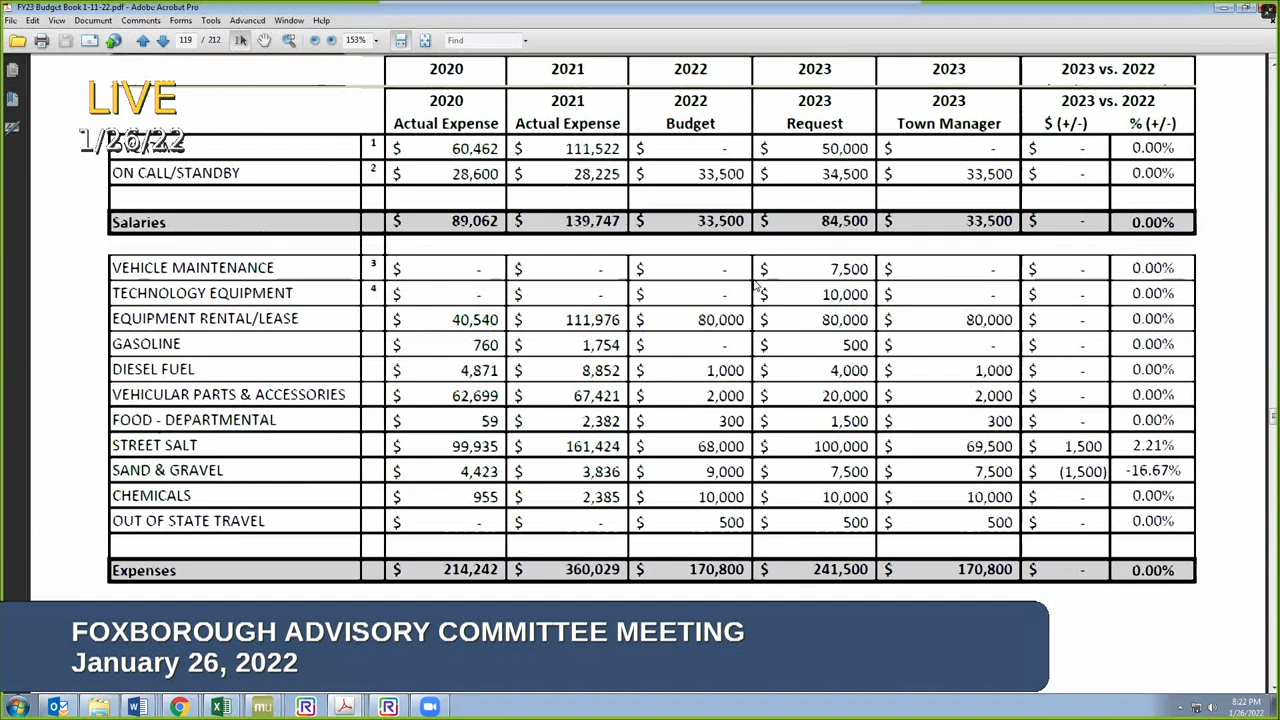 FY23 Budget Book 1-11-22.pdf - Adobe Acrobat Pro
File Edit View Document Comments Forms Tools Advanced Window Help
119 / 212 153% Find
2020 2021 2022 2023 2023 2023 vs. 2022
LIVE
1/26/22
2020 2021 2022 2023 2023 2023 vs. 2022
Actual Expense Actual Expense Budget Request Town Manager $ (+/-) % (+/-)
1 $ 60,462 $ 111,522 $ - $ 50,000 $ - $ - 0.00%
ON CALL/STANDBY 2 $ 28,600 $ 28,225 $ 33,500 $ 34,500 $ 33,500 $ - 0.00%
Salaries $ 89,062 $ 139,747 $ 33,500 $ 84,500 $ 33,500 $ - 0.00%
VEHICLE MAINTENANCE 3 $ - $ - $ - $ 7,500 $ - $ - 0.00%
TECHNOLOGY EQUIPMENT 4 $ - $ - $ - $ 10,000 $ - $ - 0.00%
EQUIPMENT RENTAL/LEASE $ 40,540 $ 111,976 $ 80,000 $ 80,000 $ 80,000 $ - 0.00%
GASOLINE $ 760 $ 1,754 $ - $ 500 $ - $ - 0.00%
DIESEL FUEL $ 4,871 $ 8,852 $ 1,000 $ 4,000 $ 1,000 $ - 0.00%
VEHICULAR PARTS & ACCESSORIES $ 62,699 $ 67,421 $ 2,000 $ 20,000 $ 2,000 $ - 0.00%
FOOD - DEPARTMENTAL $ 59 $ 2,382 $ 300 $ 1,500 $ 300 $ - 0.00%
STREET SALT $ 99,935 $ 161,424 $ 68,000 $ 100,000 $ 69,500 $ 1,500 2.21%
SAND & GRAVEL $ 4,423 $ 3,836 $ 9,000 $ 7,500 $ 7,500 $ (1,500) -16.67%
CHEMICALS $ 955 $ 2,385 $ 10,000 $ 10,000 $ 10,000 $ - 0.00%
OUT OF STATE TRAVEL $ - $ - $ 500 $ 500 $ 500 $ - 0.00%
Expenses $ 214,242 $ 360,029 $ 170,800 $ 241,500 $ 170,800 $ - 0.00%
FOXBOROUGH ADVISORY COMMITTEE MEETING
January 26, 2022
mu
8:22 PM
1/26/2022